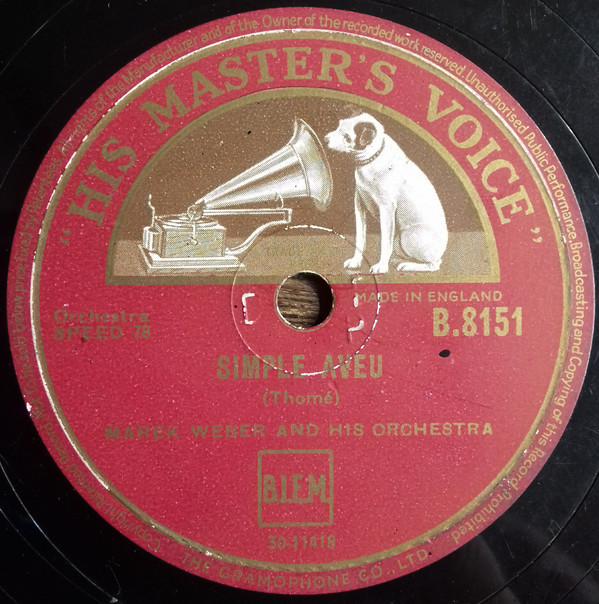 "HIS MASTER'S VOICE"
of the Manufacturer and of the Owner of the recorded work reserved. Unauthorised Public Performance, Broadcasting and Copying of this Record Prohibited
MADE IN ENGLAND
Orchestra
SPEED 78
B.8151
SIMPLE AVEU
(Thomé)
MAREK WEBER AND HIS ORCHESTRA
B.I.E.M.
30-11418
THE GRAMOPHONE CO., LTD.